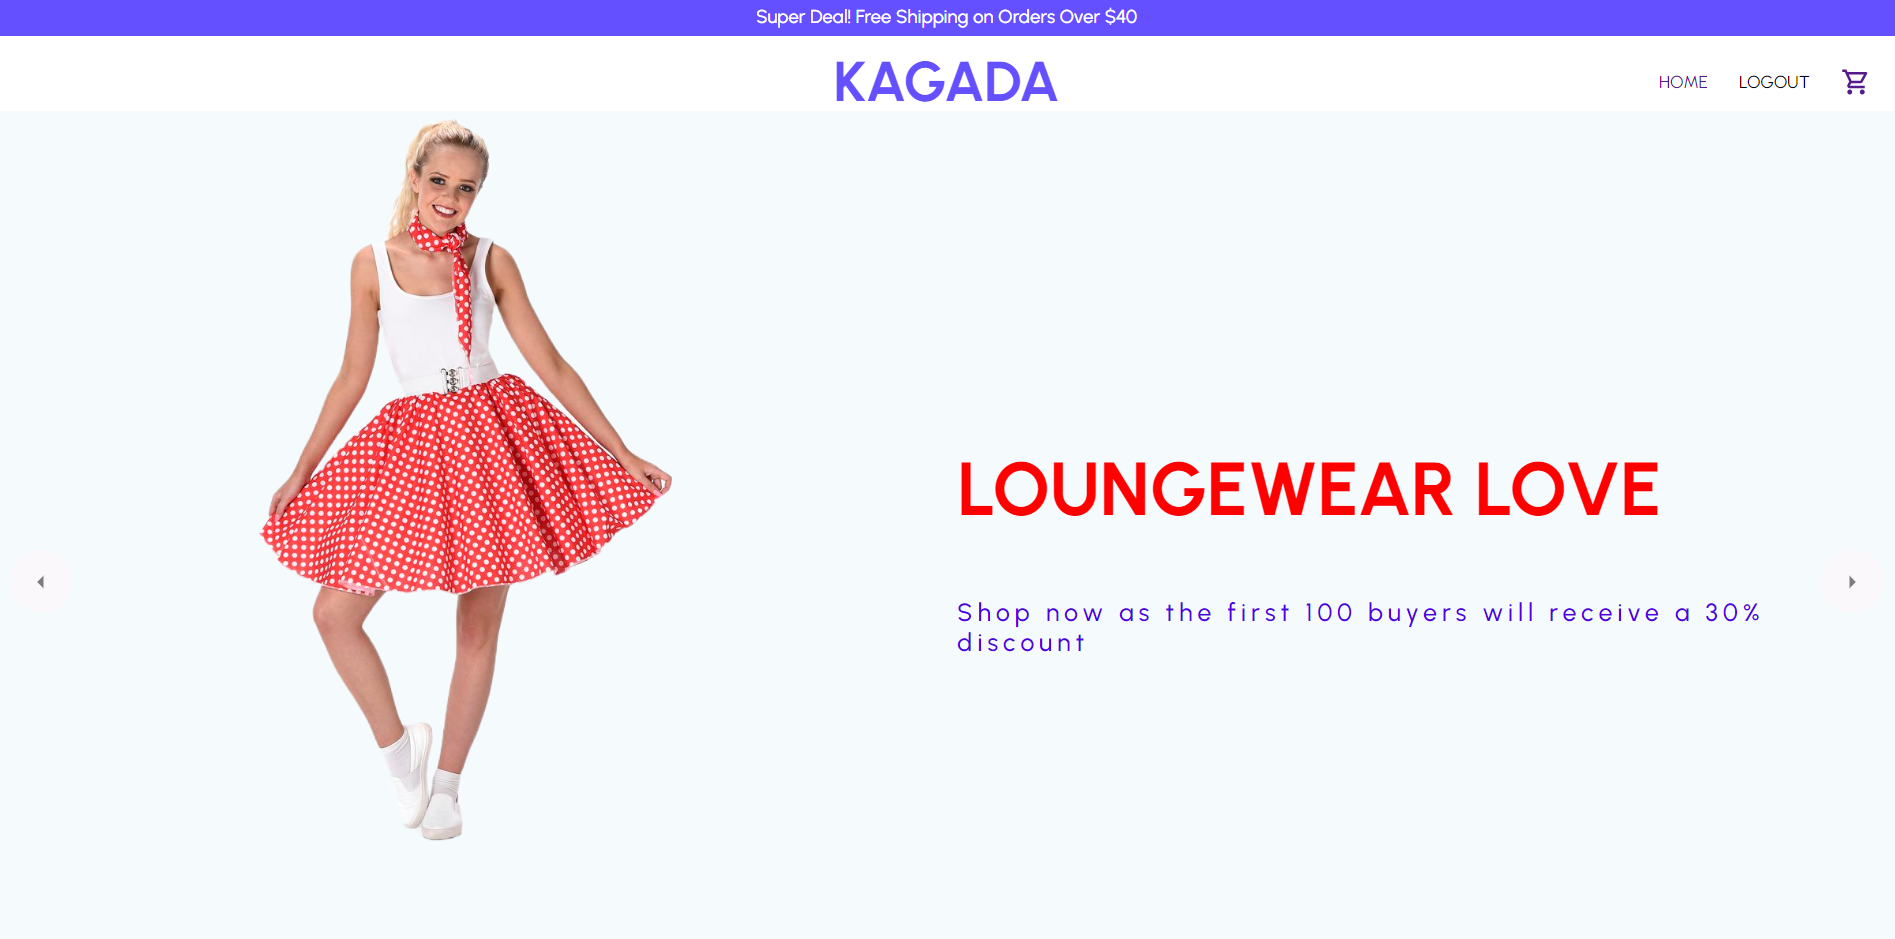 Super Deal! Free Shipping on Orders Over $40
KAGADA
HOME LOGOUT
LOUNGEWEAR LOVE
Shop now as the first 100 buyers will receive a 30%
discount